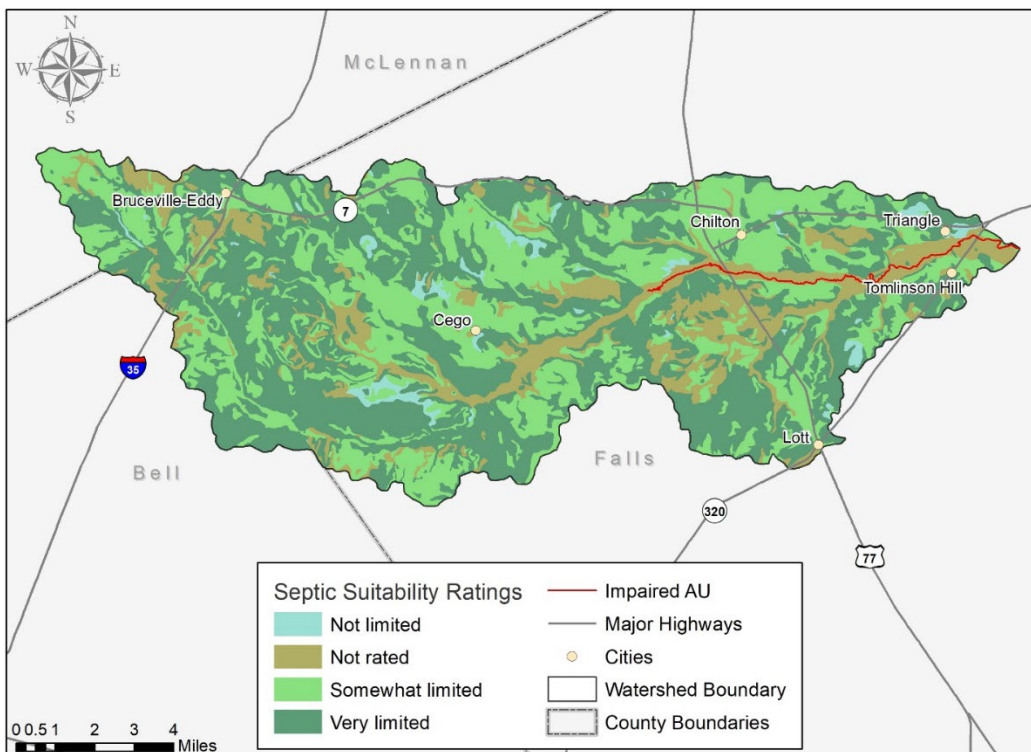 N
W E
S
McLennan
Bruceville-Eddy
7
Chilton
Triangle
Tomlinson Hill
Cego
35
Lott
Bell
Falls
320
77
Septic Suitability Ratings
Not limited
Not rated
Somewhat limited
Very limited
Impaired AU
Major Highways
Cities
Watershed Boundary
County Boundaries
0 0.5 1 2 3 4
Miles